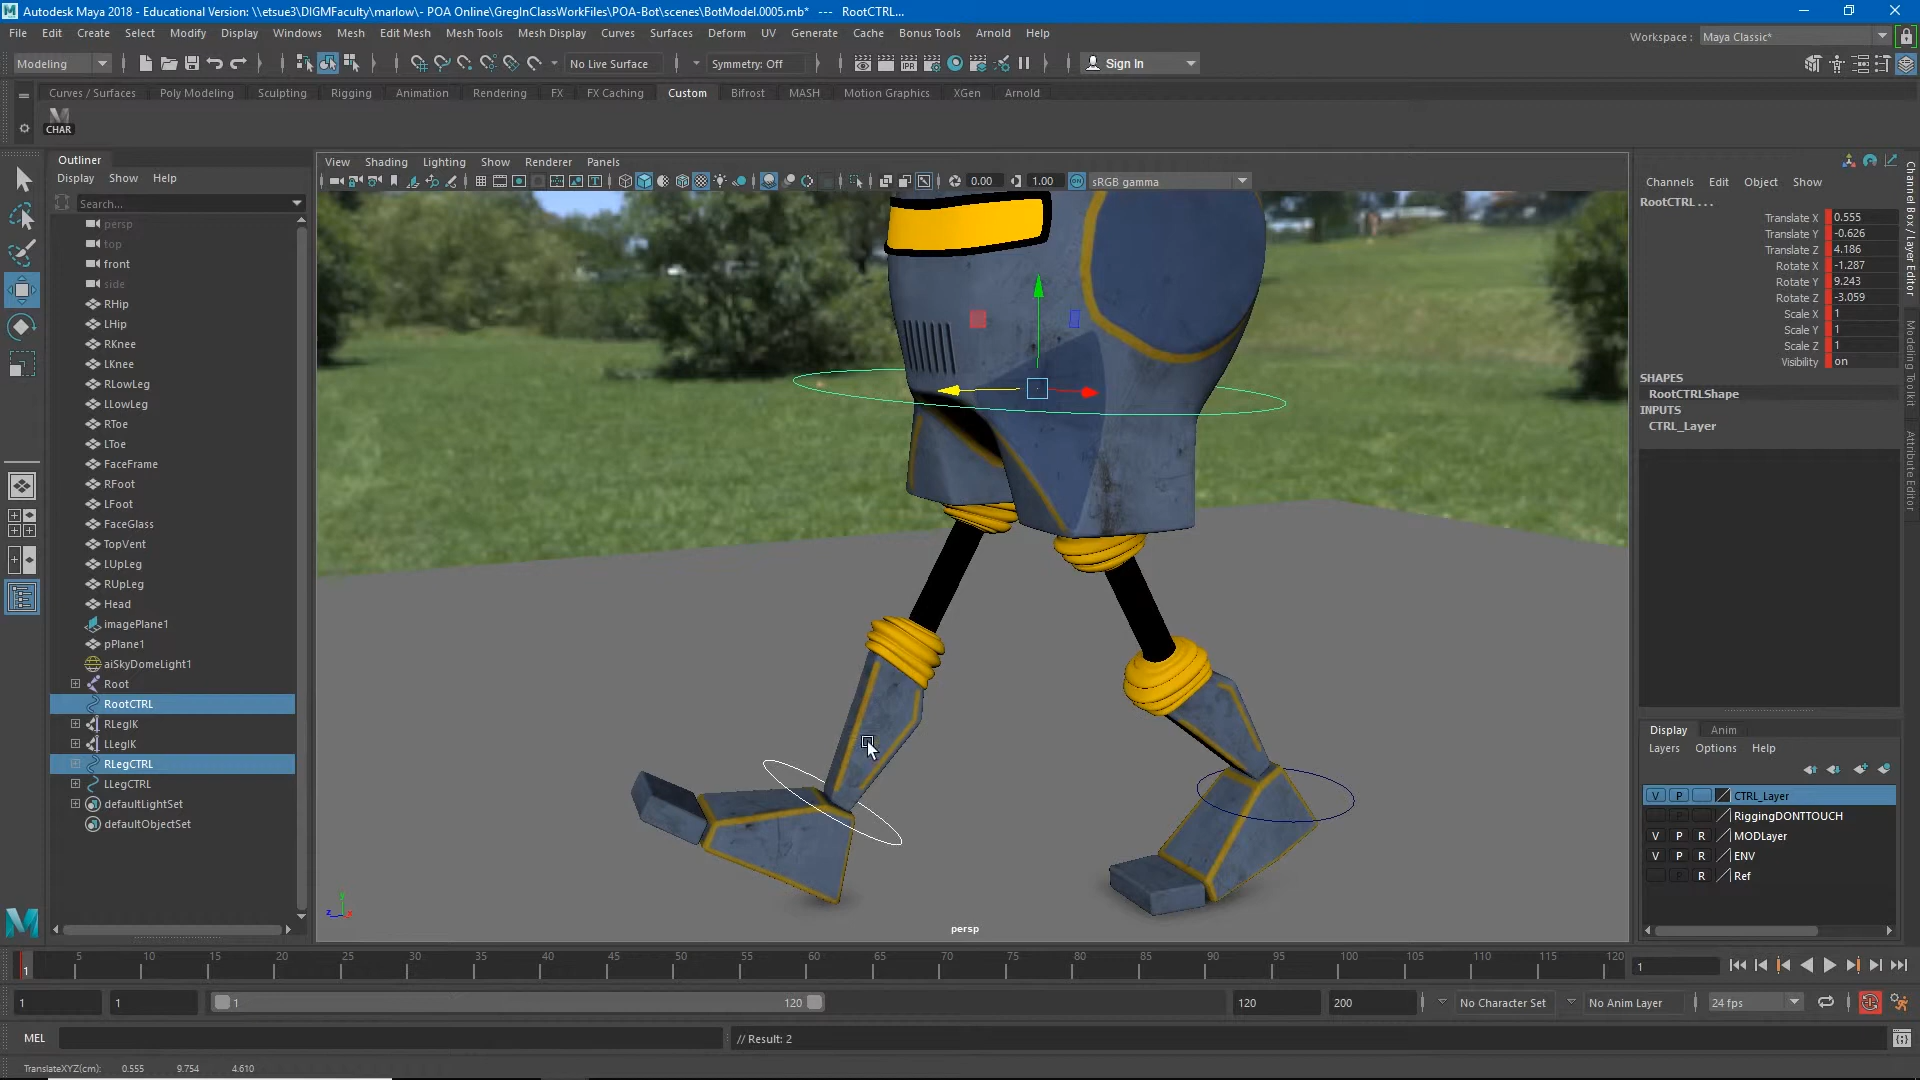 Autodesk Maya 2018 - Educational Version: \\etsue3\DIGMFaculty\marlow\- POA Online\GregInClassWorkFiles\POA-Bot\scenes\BotModel.0005.mb* --- RootCTRL...
File Edit Create Select Modify Display Windows Mesh Edit Mesh Mesh Tools Mesh Display Curves Surfaces Deform UV Generate Cache Bonus Tools Arnold Help
Workspace : Maya Classic*
Modeling No Live Surface Symmetry: Off Sign In
Curves / Surfaces Poly Modeling Sculpting Rigging Animation Rendering FX FX Caching Custom Bifrost MASH Motion Graphics XGen Arnold
CHAR
Outliner
Display Show Help
Search...
persp
top
front
side
RHip
LHip
RKnee
LKnee
RLowLeg
LLowLeg
RToe
LToe
FaceFrame
RFoot
LFoot
FaceGlass
TopVent
LUpLeg
RUpLeg
Head
imagePlane1
pPlane1
aiSkyDomeLight1
Root
RootCTRL
RLegIK
LLegIK
RLegCTRL
LLegCTRL
defaultLightSet
defaultObjectSet
View Shading Lighting Show Renderer Panels
0.00 1.00 sRGB gamma
persp
Channels Edit Object Show
RootCTRL . . .
Translate X 0.555
Translate Y -0.626
Translate Z 4.186
Rotate X -1.287
Rotate Y 9.243
Rotate Z -3.059
Scale X 1
Scale Y 1
Scale Z 1
Visibility on
SHAPES
RootCTRLShape
INPUTS
CTRL_Layer
Channel Box / Layer Editor
Modeling Toolkit
Attribute Editor
Display Anim
Layers Options Help
V P CTRL_Layer
RiggingDONTTOUCH
V P R MODLayer
V P R ENV
P R Ref
1 5 10 15 20 25 30 35 40 45 50 55 60 65 70 75 80 85 90 95 100 105 110 115 120
1
1 1 1 120 120 200 No Character Set No Anim Layer 24 fps
MEL // Result: 2
TranslateXYZ(cm): 0.555 9.754 4.610